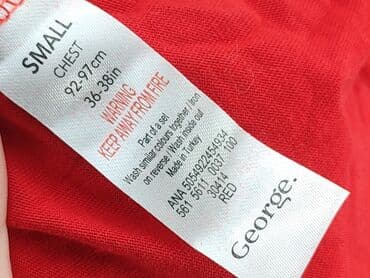 SMALL
CHEST
92-97cm
36-38in
WARNING
KEEP AWAY FROM FIRE
Part of a set
Wash similar colours together / Iron
on reverse / Wash inside out
Made in Turkey
ANA 5054922454934
561 5611 0037 100
30414
RED
George.